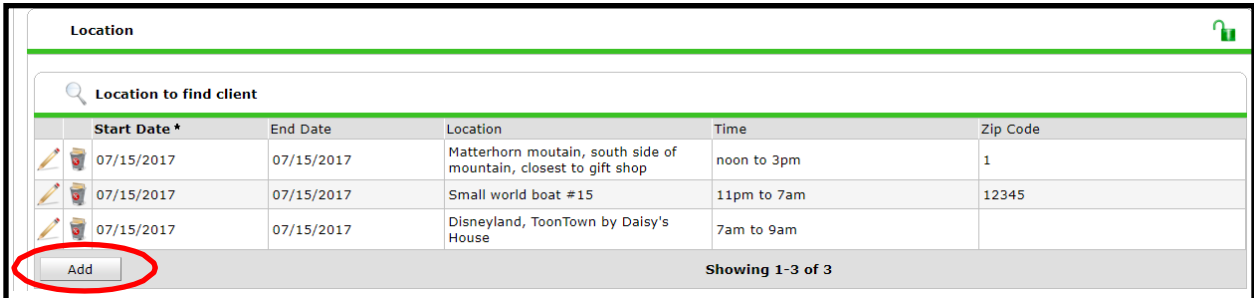 Location
Location to find client
Start Date * End Date Location Time Zip Code
07/15/2017 07/15/2017 Matterhorn moutain, south side of mountain, closest to gift shop noon to 3pm 1
07/15/2017 07/15/2017 Small world boat #15 11pm to 7am 12345
07/15/2017 07/15/2017 Disneyland, ToonTown by Daisy's House 7am to 9am
Add Showing 1-3 of 3